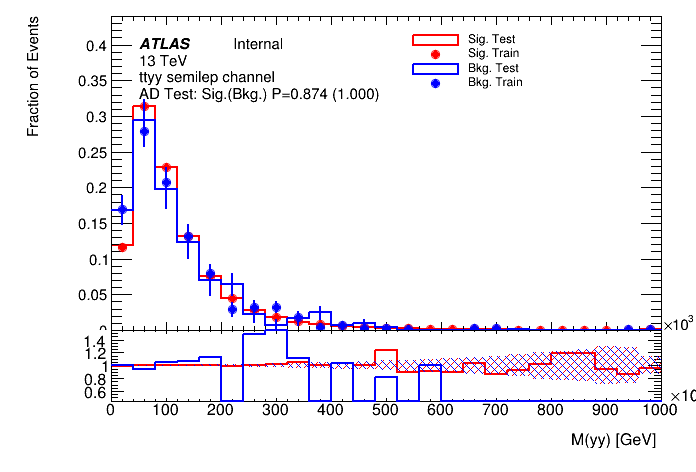 Fraction of Events
ATLAS Internal
13 TeV
ttyy semilep channel
AD Test: Sig.(Bkg.) P=0.874 (1.000)
Sig. Test
Sig. Train
Bkg. Test
Bkg. Train
0.4
0.35
0.3
0.25
0.2
0.15
0.1
0.05
0
×10³
1.4
1.2
1
0.8
0.6
0 100 200 300 400 500 600 700 800 900 1000
×10
M(yy) [GeV]